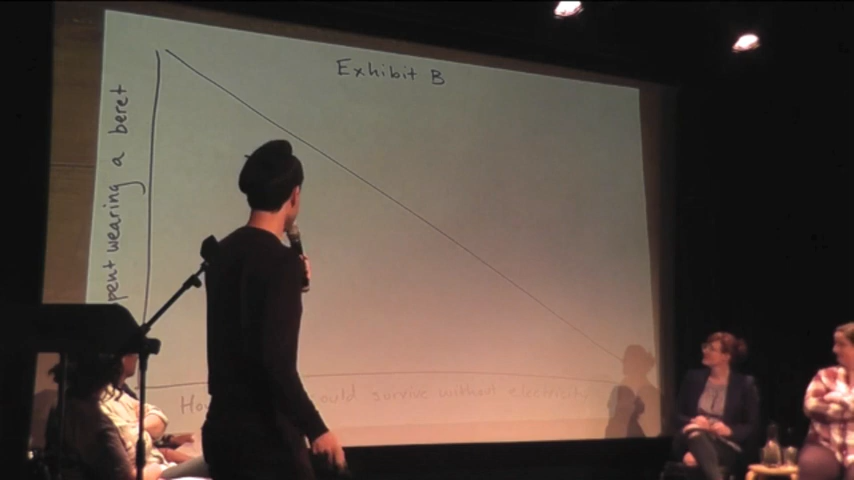 Exhibit B
pent wearing a beret
How ould survive without electricity